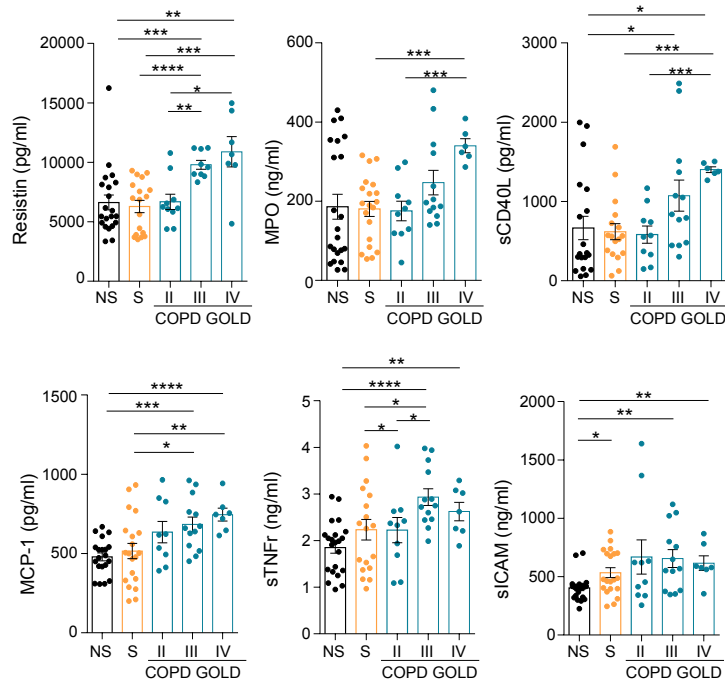 **
***
***
****
*
**
20000
15000
10000
5000
0
Resistin (pg/ml)
NS S II III IV
COPD GOLD
***
***
600
400
200
0
MPO (ng/ml)
NS S II III IV
COPD GOLD
*
*
***
***
3000
2000
1000
0
sCD40L (pg/ml)
NS S II III IV
COPD GOLD
****
***
**
*
1500
1000
500
0
MCP-1 (pg/ml)
NS S II III IV
COPD GOLD
**
****
*
*
*
5
4
3
2
1
0
sTNFr (ng/ml)
NS S II III IV
COPD GOLD
**
**
*
2000
1500
1000
500
0
sICAM (ng/ml)
NS S II III IV
COPD GOLD